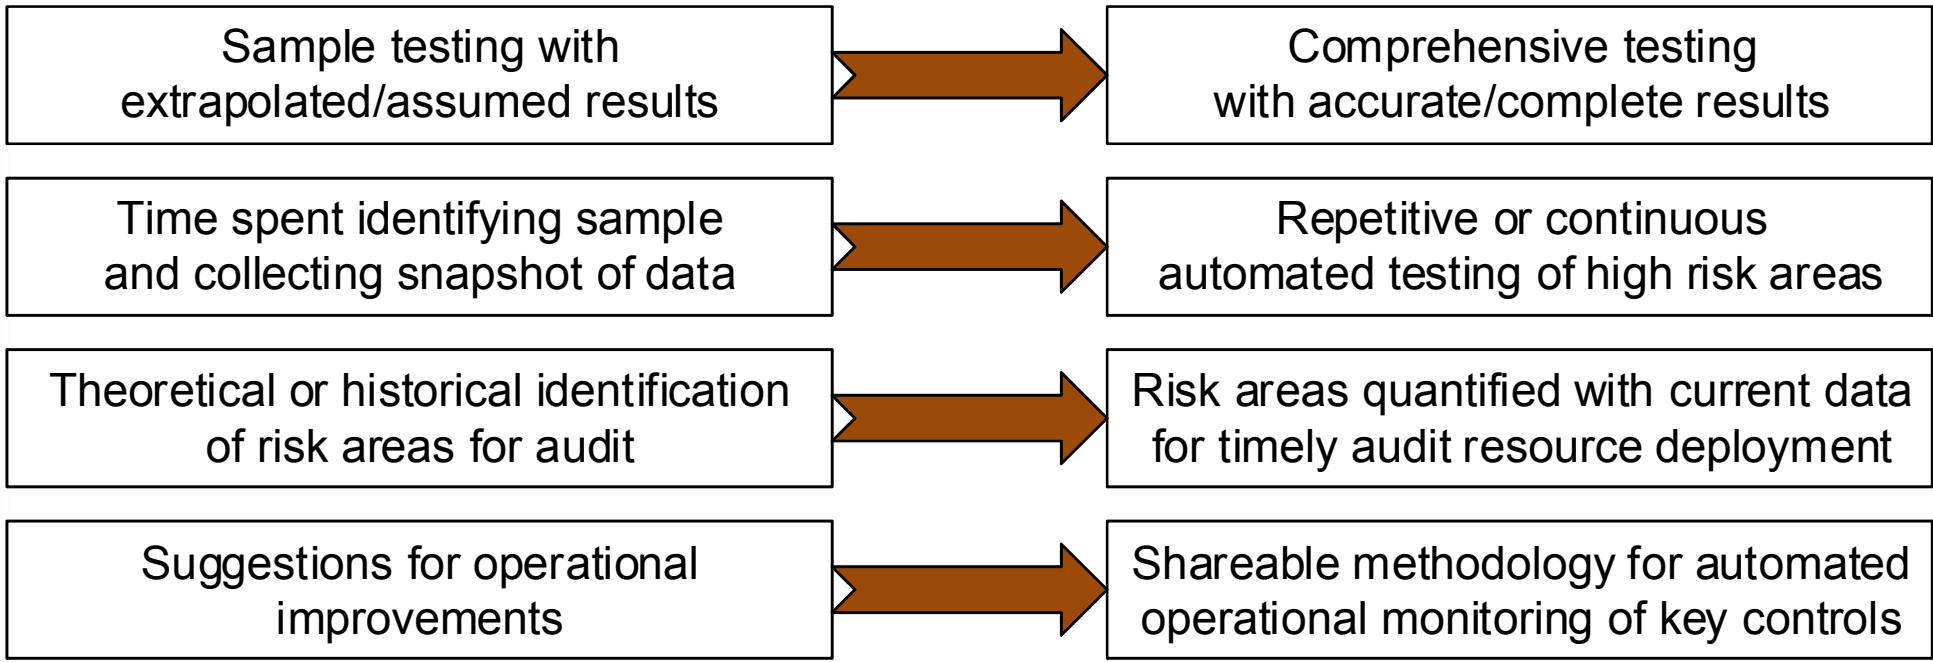 Sample testing with
extrapolated/assumed results
Comprehensive testing
with accurate/complete results
Time spent identifying sample
and collecting snapshot of data
Repetitive or continuous
automated testing of high risk areas
Theoretical or historical identification
of risk areas for audit
Risk areas quantified with current data
for timely audit resource deployment
Suggestions for operational
improvements
Shareable methodology for automated
operational monitoring of key controls